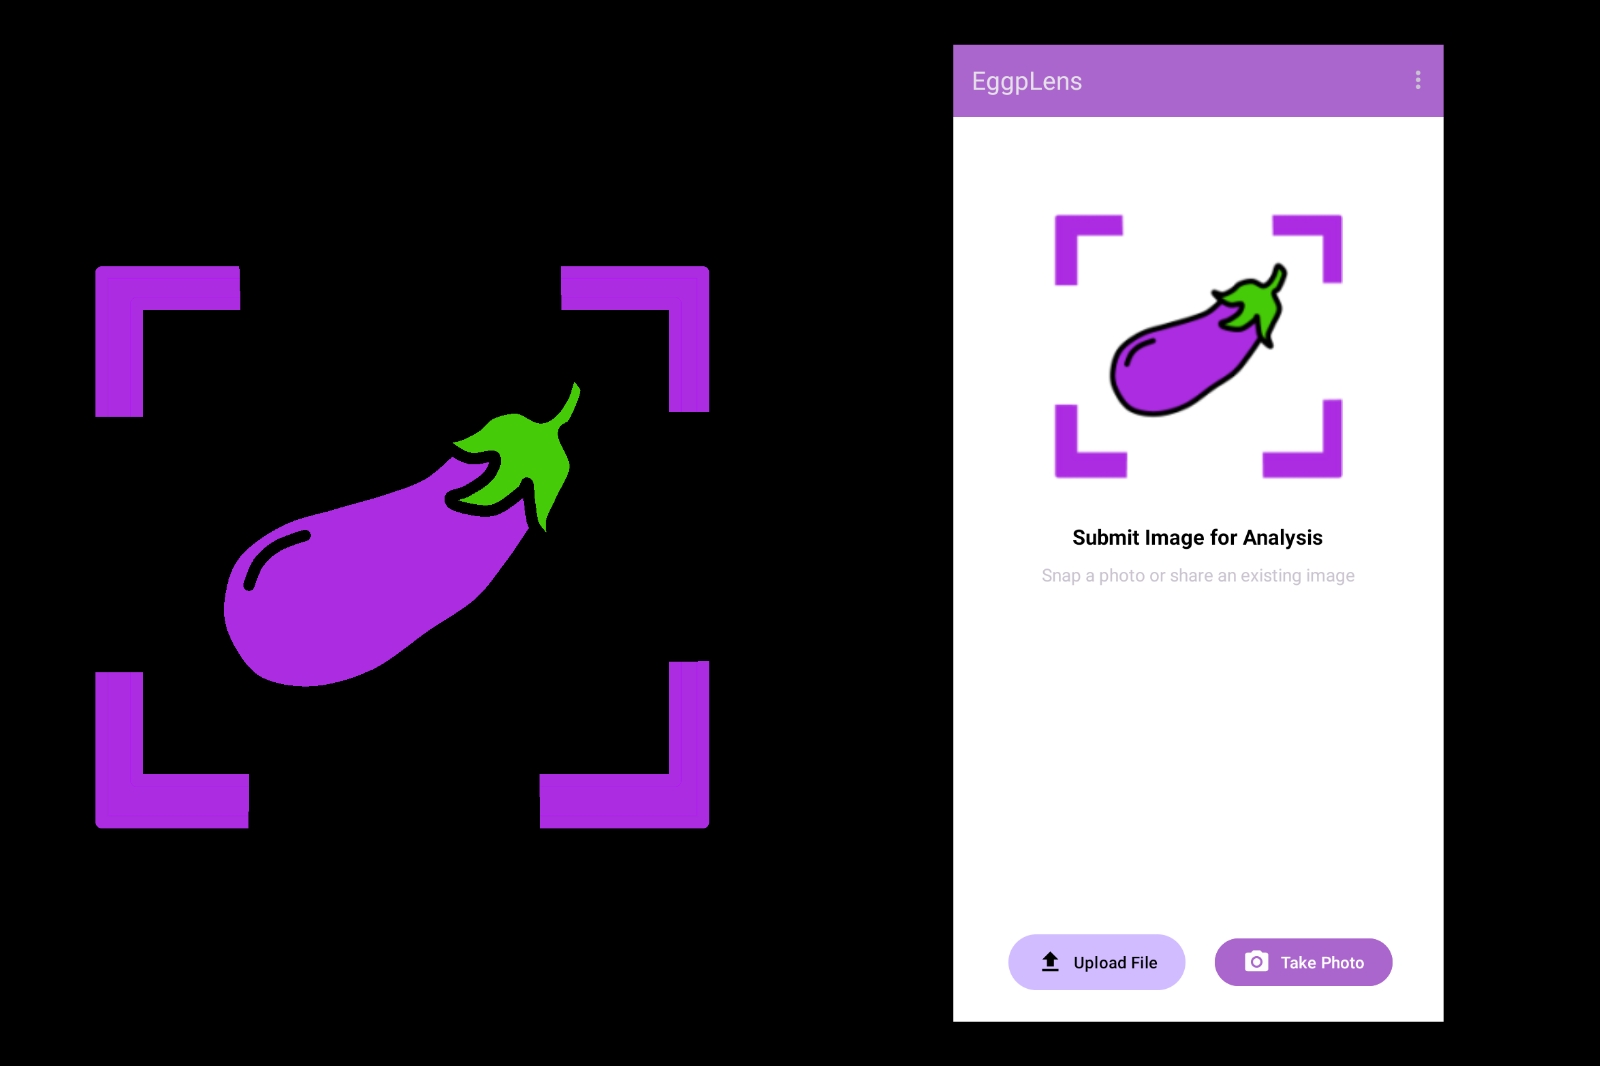 EggpLens
Submit Image for Analysis
Snap a photo or share an existing image
Upload File
Take Photo